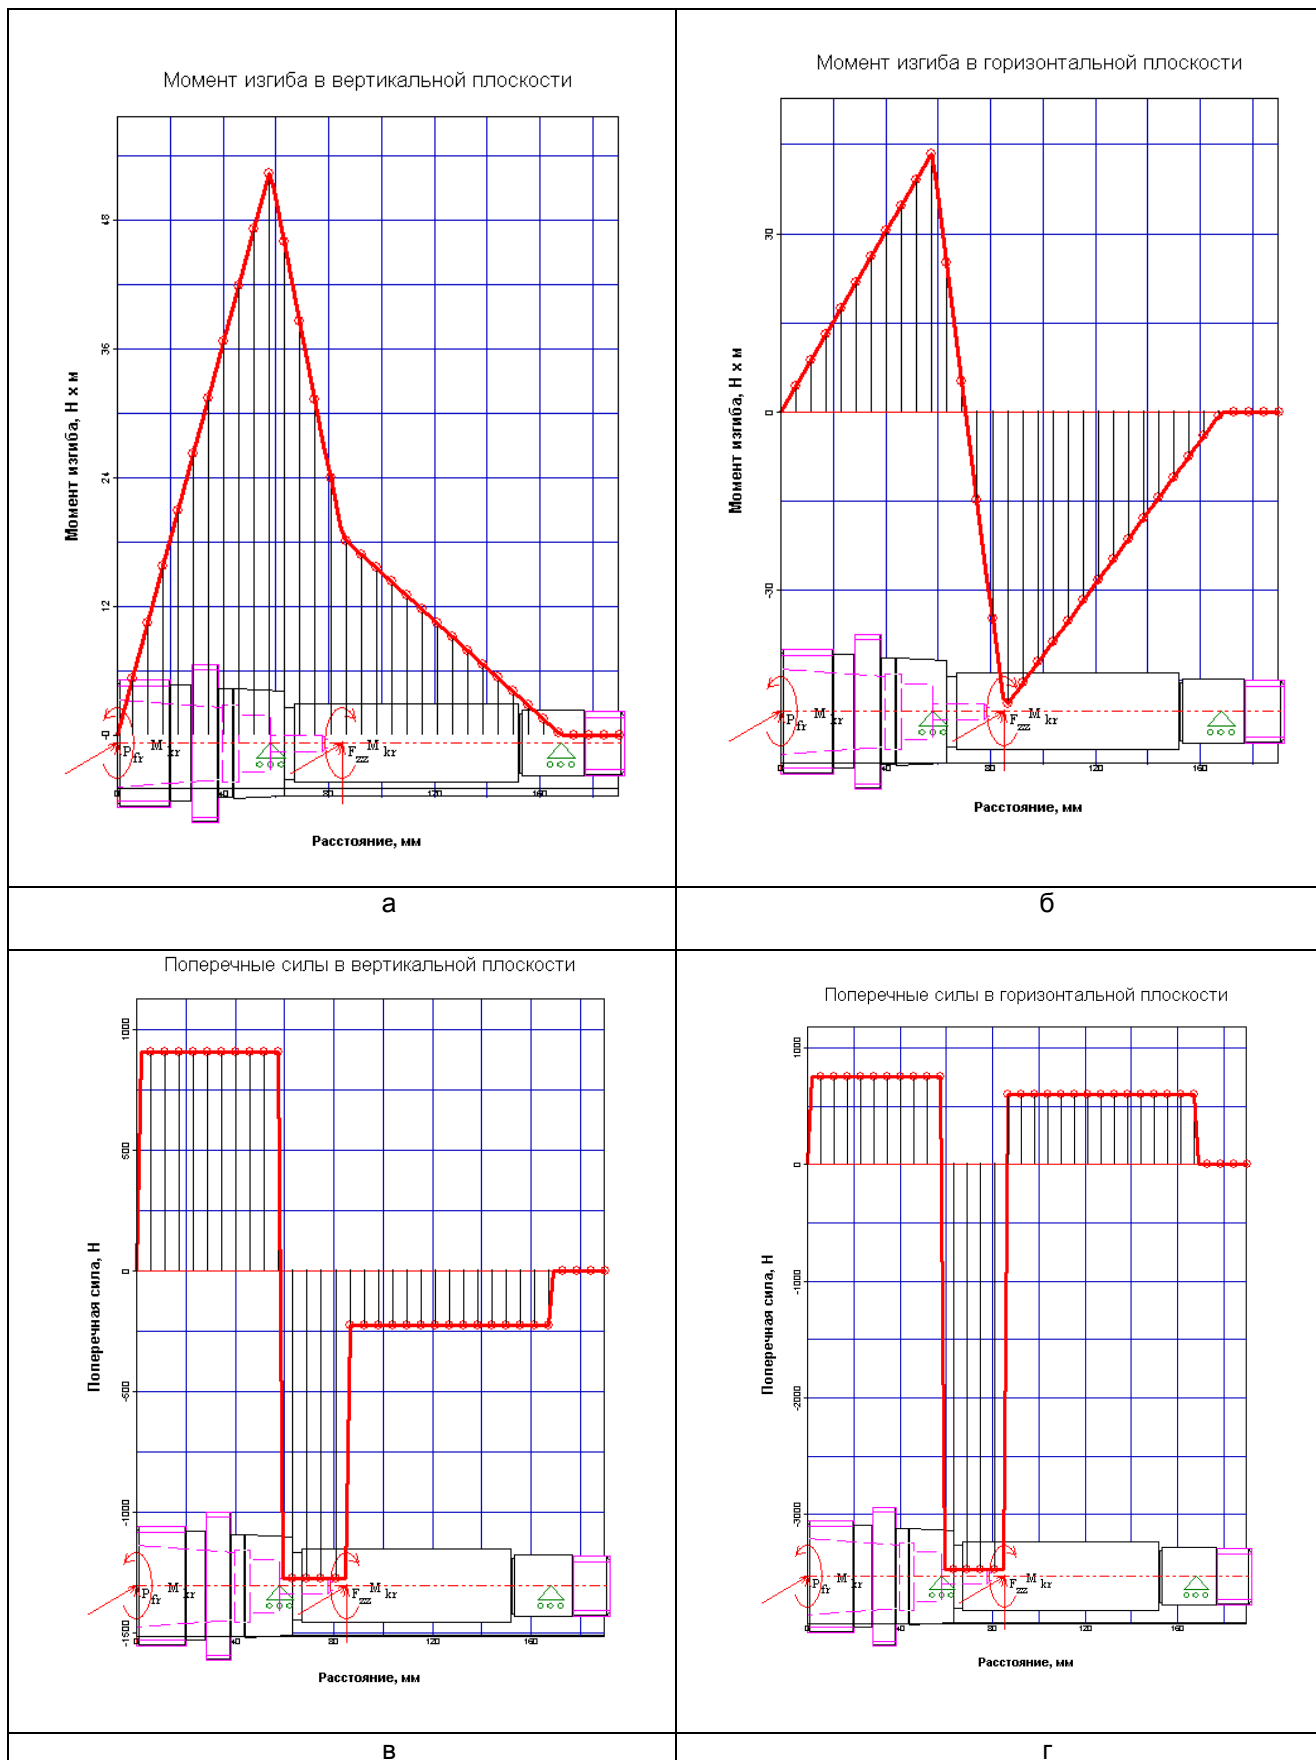 Момент изгиба в вертикальной плоскости
48
36
24
12
-0
Момент изгиба, Н х м
P fr
M kr
F zz
M kr
0 40 80 120 160
Расстояние, мм
а
Момент изгиба в горизонтальной плоскости
30
0
-30
Момент изгиба, Н х м
P fr
M kr
F zz
M kr
0 40 80 120 160
Расстояние, мм
б
Поперечные силы в вертикальной плоскости
1000
500
0
-500
-1000
-1500
Поперечная сила, Н
P fr
M kr
F zz
M kr
0 40 80 120 160
Расстояние, мм
в
Поперечные силы в горизонтальной плоскости
1000
0
-1000
-2000
-3000
Поперечная сила, Н
P fr
M kr
F zz
M kr
0 40 80 120 160
Расстояние, мм
г